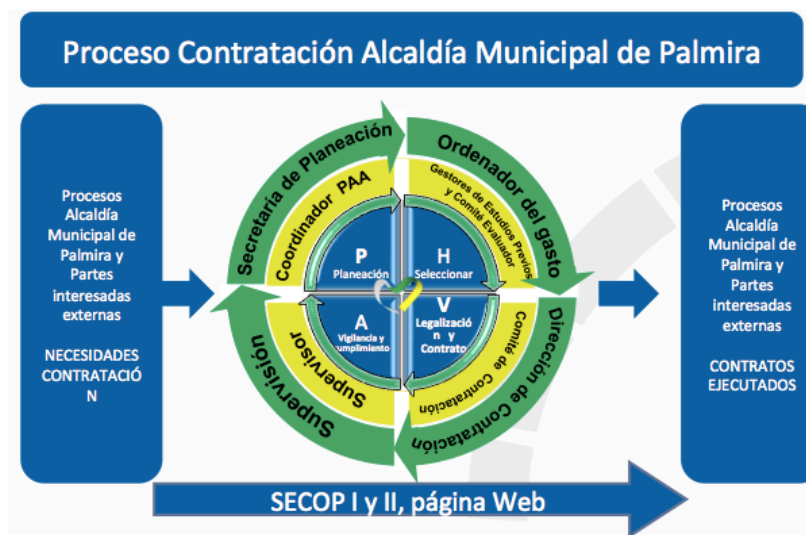 Proceso Contratación Alcaldía Municipal de Palmira
Procesos
Alcaldía
Municipal de
Palmira y
Partes
interesadas
externas
NECESIDADES
CONTRATACIÓ
N
Secretaria de Planeación
Coordinador PAA
P
Planeación
Ordenador del gasto
Gestores de Estudios Previos
y Comité Evaluador
H
Seleccionar
A
Vigilancia y
cumplimiento
Supervisor
Supervisión
V
Legalizació
n y
Contrato
Comité de Contratación
Dirección de Contratación
Procesos
Alcaldía
Municipal de
Palmira y
Partes
interesadas
externas
CONTRATOS
EJECUTADOS
SECOP I y II, página Web